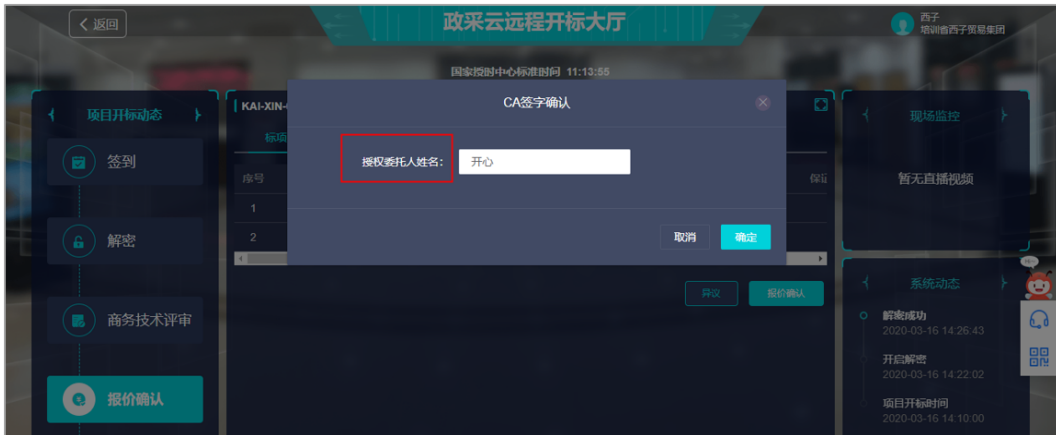 返回
政采云远程开标大厅
西子
培训省西子贸易集团
国家授时中心标准时间 11:13:55
项目开标动态
签到
解密
商务技术评审
报价确认
KAI-XIN-
标项
序号
1
2
CA签字确认
授权委托人姓名:
开心
取消
确定
异议
报价确认
现场监控
暂无直播视频
系统动态
解密成功
2020-03-16 14:26:43
开启解密
2020-03-16 14:22:02
项目开标时间
2020-03-16 14:10:00